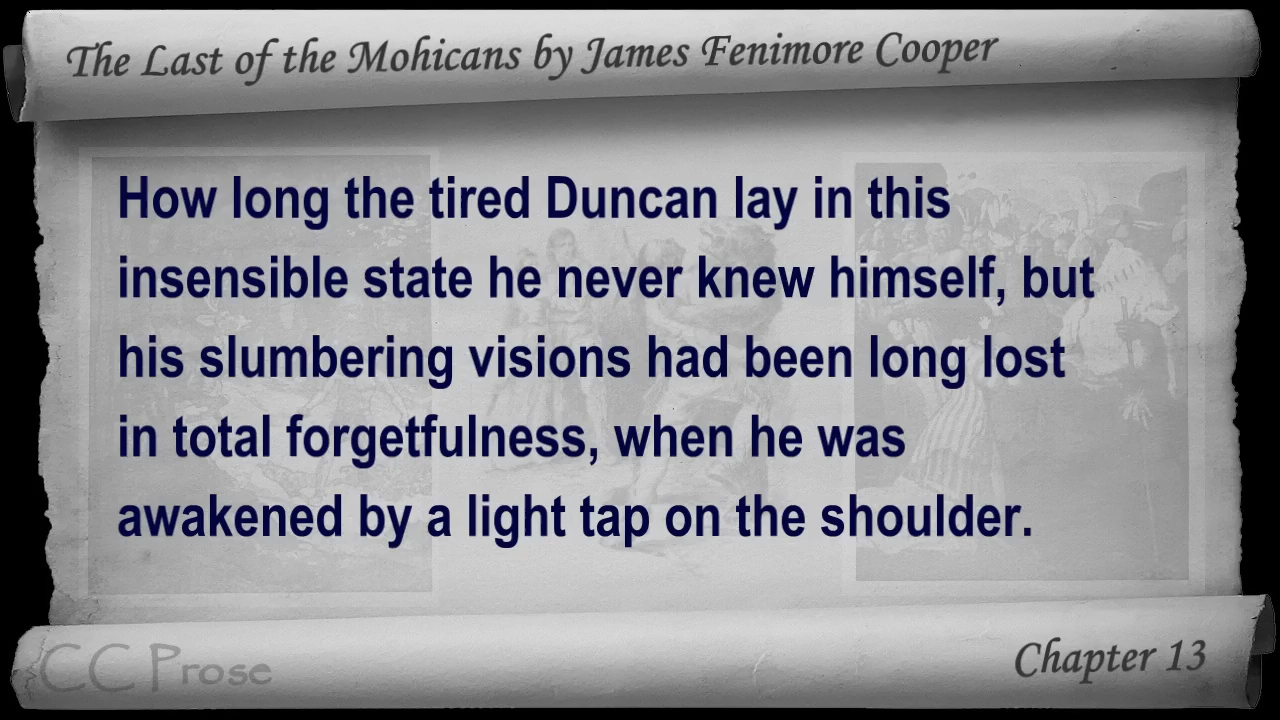 The Last of the Mohicans by James Fenimore Cooper
How long the tired Duncan lay in this
insensible state he never knew himself, but
his slumbering visions had been long lost
in total forgetfulness, when he was
awakened by a light tap on the shoulder.
CC Prose
Chapter 13